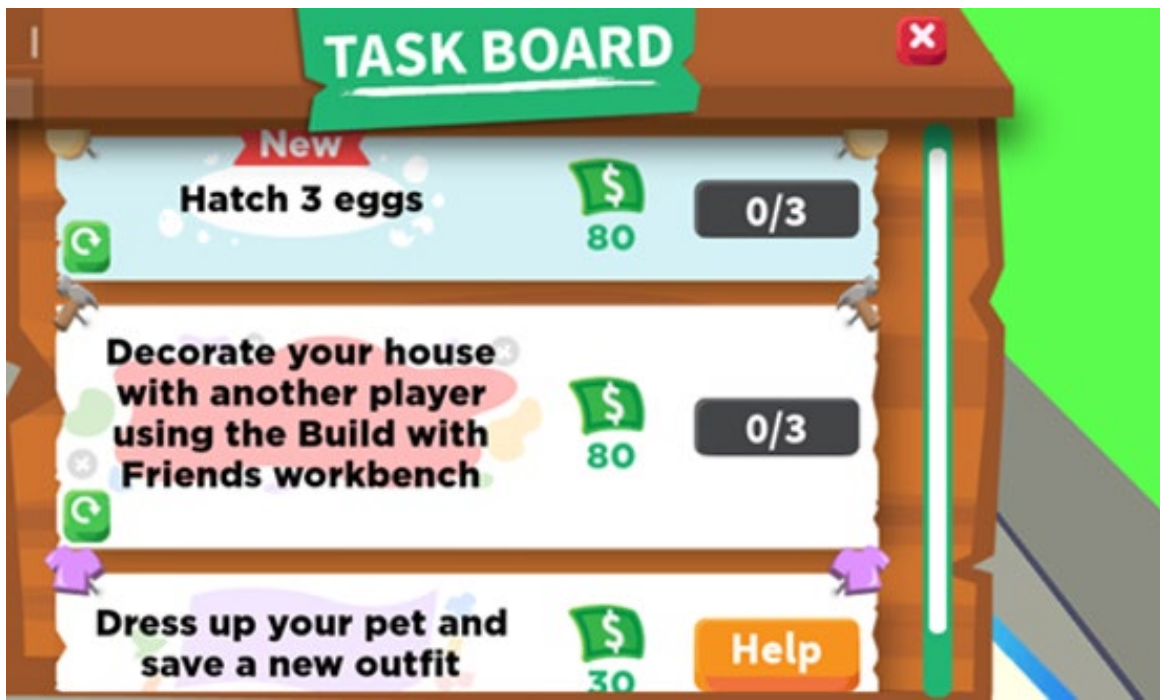 TASK BOARD
New
Hatch 3 eggs
$
80
0/3
Decorate your house
with another player
using the Build with
Friends workbench
$
80
0/3
Dress up your pet and
save a new outfit
$
30
Help